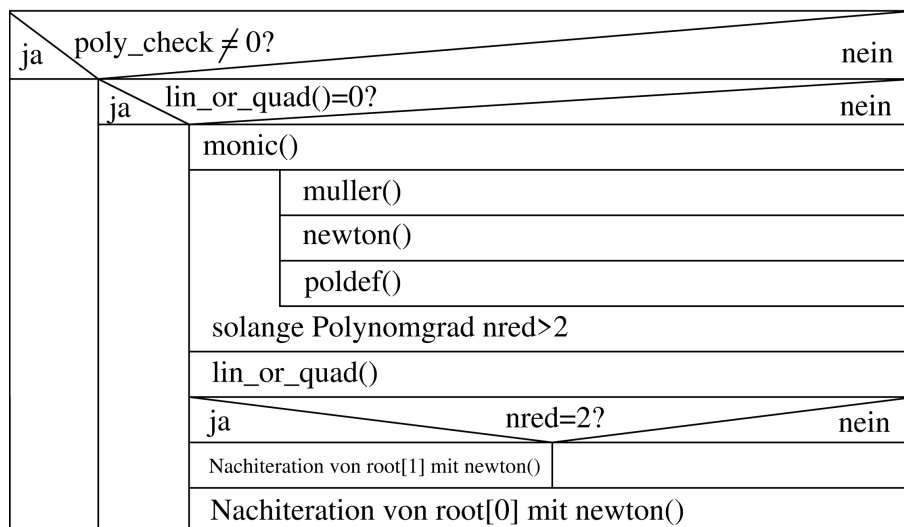 poly_check ≠ 0?
ja
nein
lin_or_quad()=0?
ja
nein
monic()
muller()
newton()
poldef()
solange Polynomgrad nred>2
lin_or_quad()
nred=2?
ja
nein
Nachiteration von root[1] mit newton()
Nachiteration von root[0] mit newton()